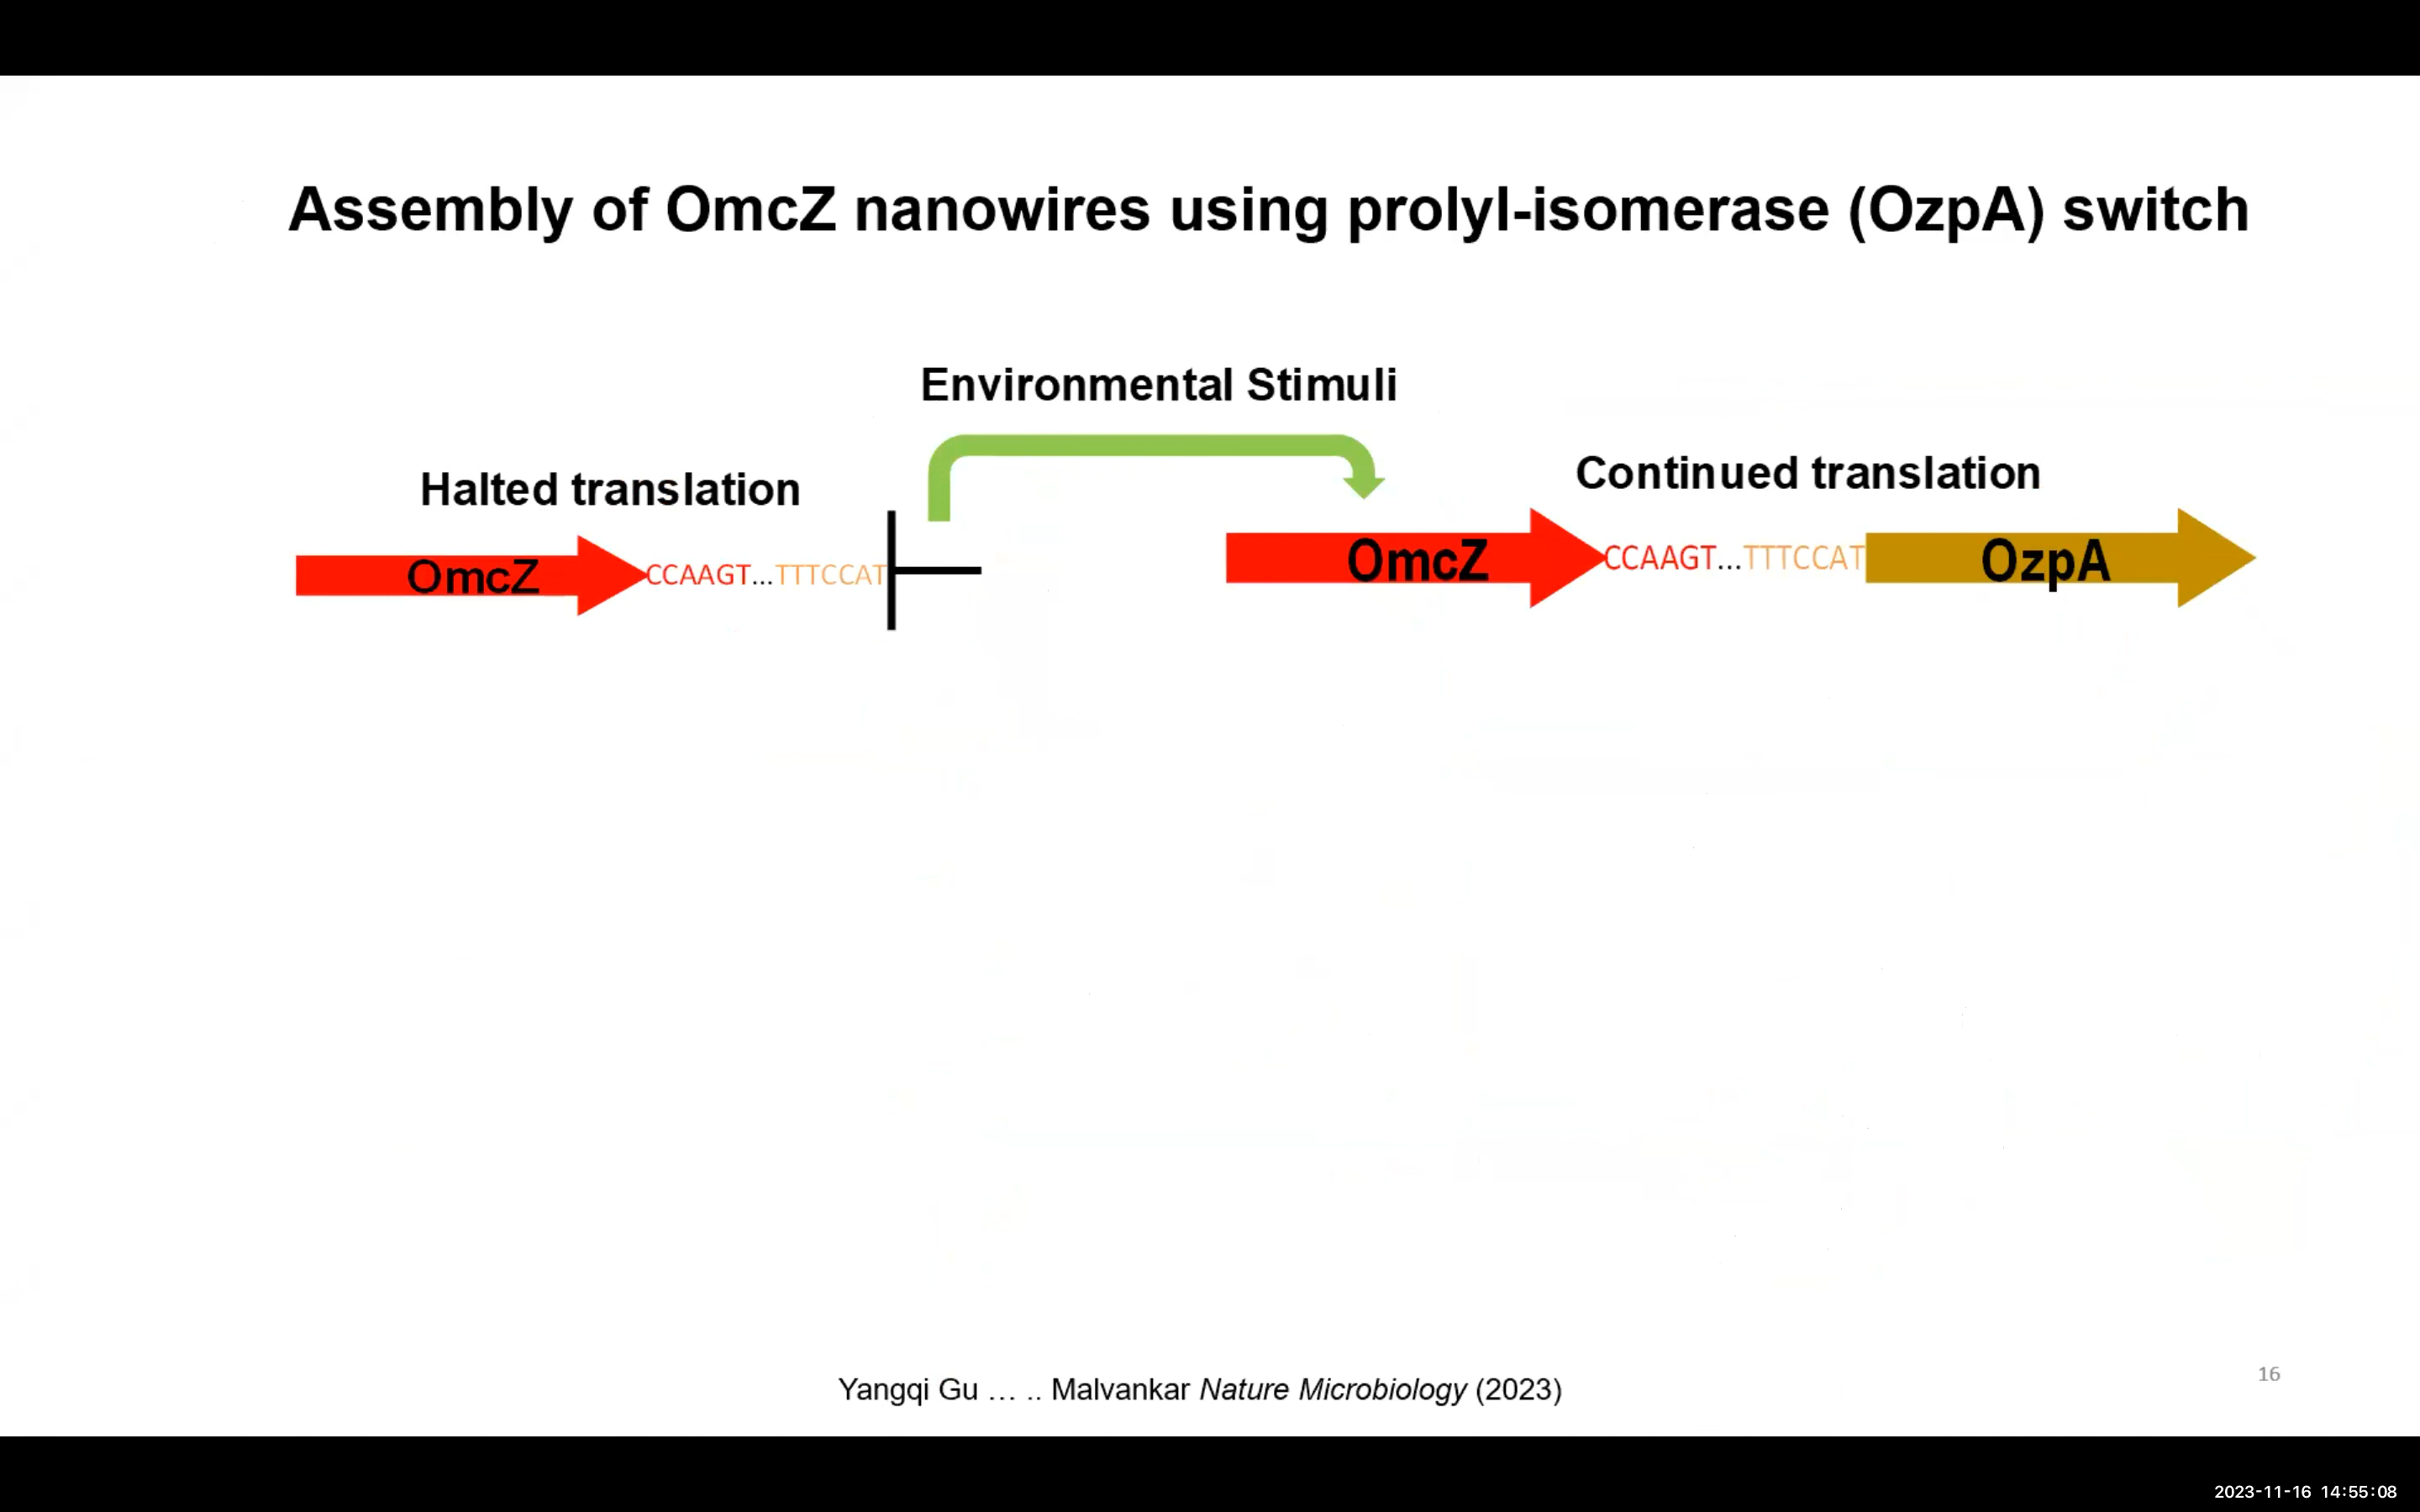 Assembly of OmcZ nanowires using prolyl-isomerase (OzpA) switch
Environmental Stimuli
Halted translation
Continued translation
OmcZ CCAAGT...TTTCCAT
OmcZ CCAAGT...TTTCCAT OzpA
Yangqi Gu … .. Malvankar Nature Microbiology (2023)
16
2023-11-16 14:55:08